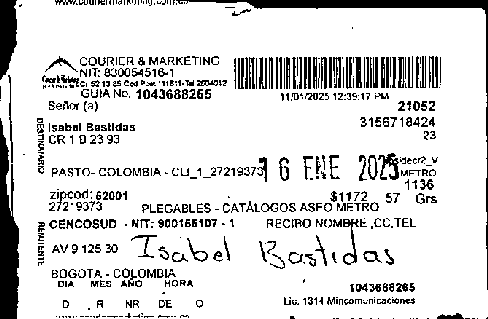 COURIER & MARKETING
NIT: 830054516-1
GUIA No. 1043688265
11/01/2025 12:39:17 PM
Señor (a)
21052
Isabel Bastidas
3156718424
CR 1 D 23 93
23
DESTINATARIO
PASTO- COLOMBIA - CLI_1_27219373
16 ENE 2025
METRO
1136
zipcod: 62001
$1172 57 Grs
27219373
PLEGABLES - CATÁLOGOS ASEO METRO
REMITENTE
CENCOSUD - NIT: 900155107 - 1
RECIBO NOMBRE ,CC,TEL
AV 9 125 30
Isabel Bastidas
BOGOTA - COLOMBIA
DIA MES AÑO HORA
1043688265
D R NR DE O
Lic. 1314 Mincomunicaciones